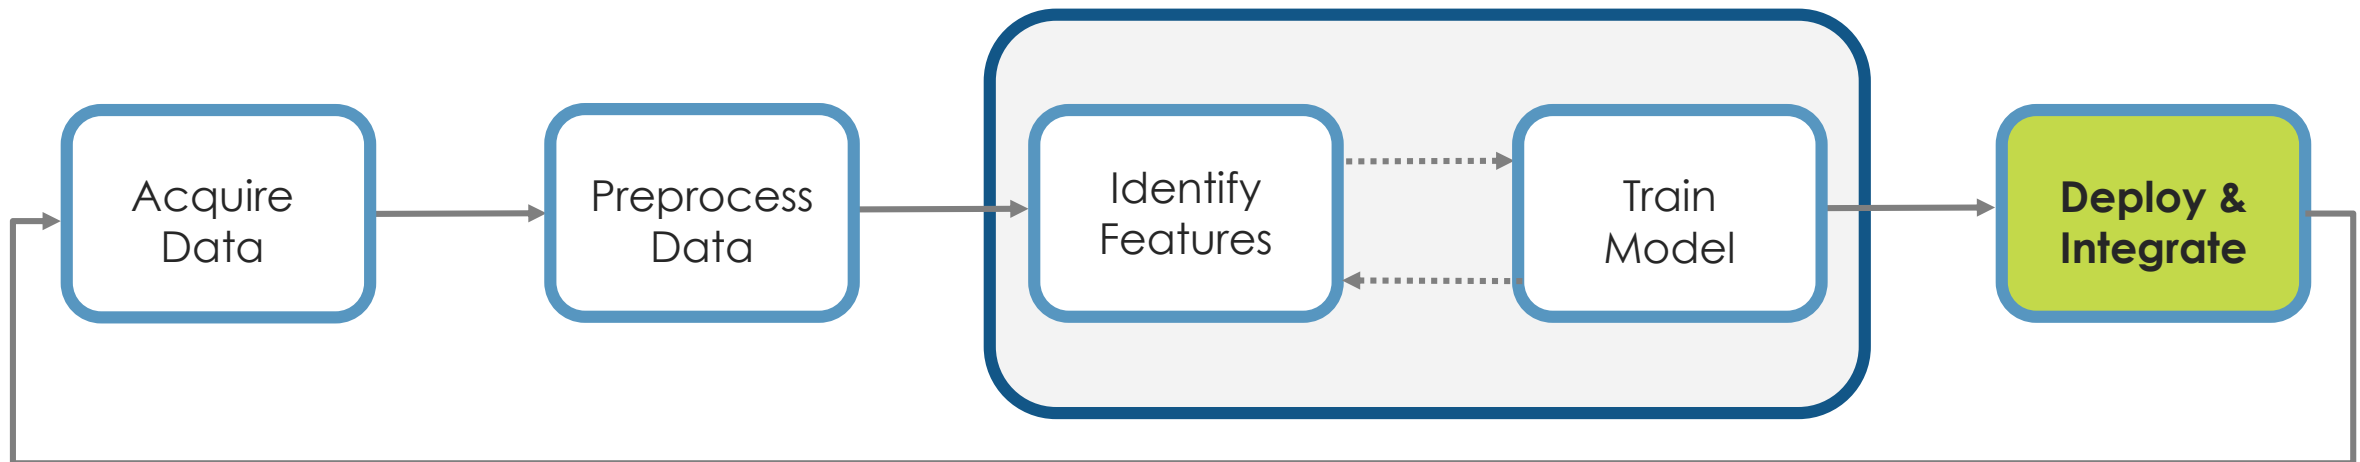 Acquire
Data
Preprocess
Data
Identify
Features
Train
Model
Deploy &
Integrate